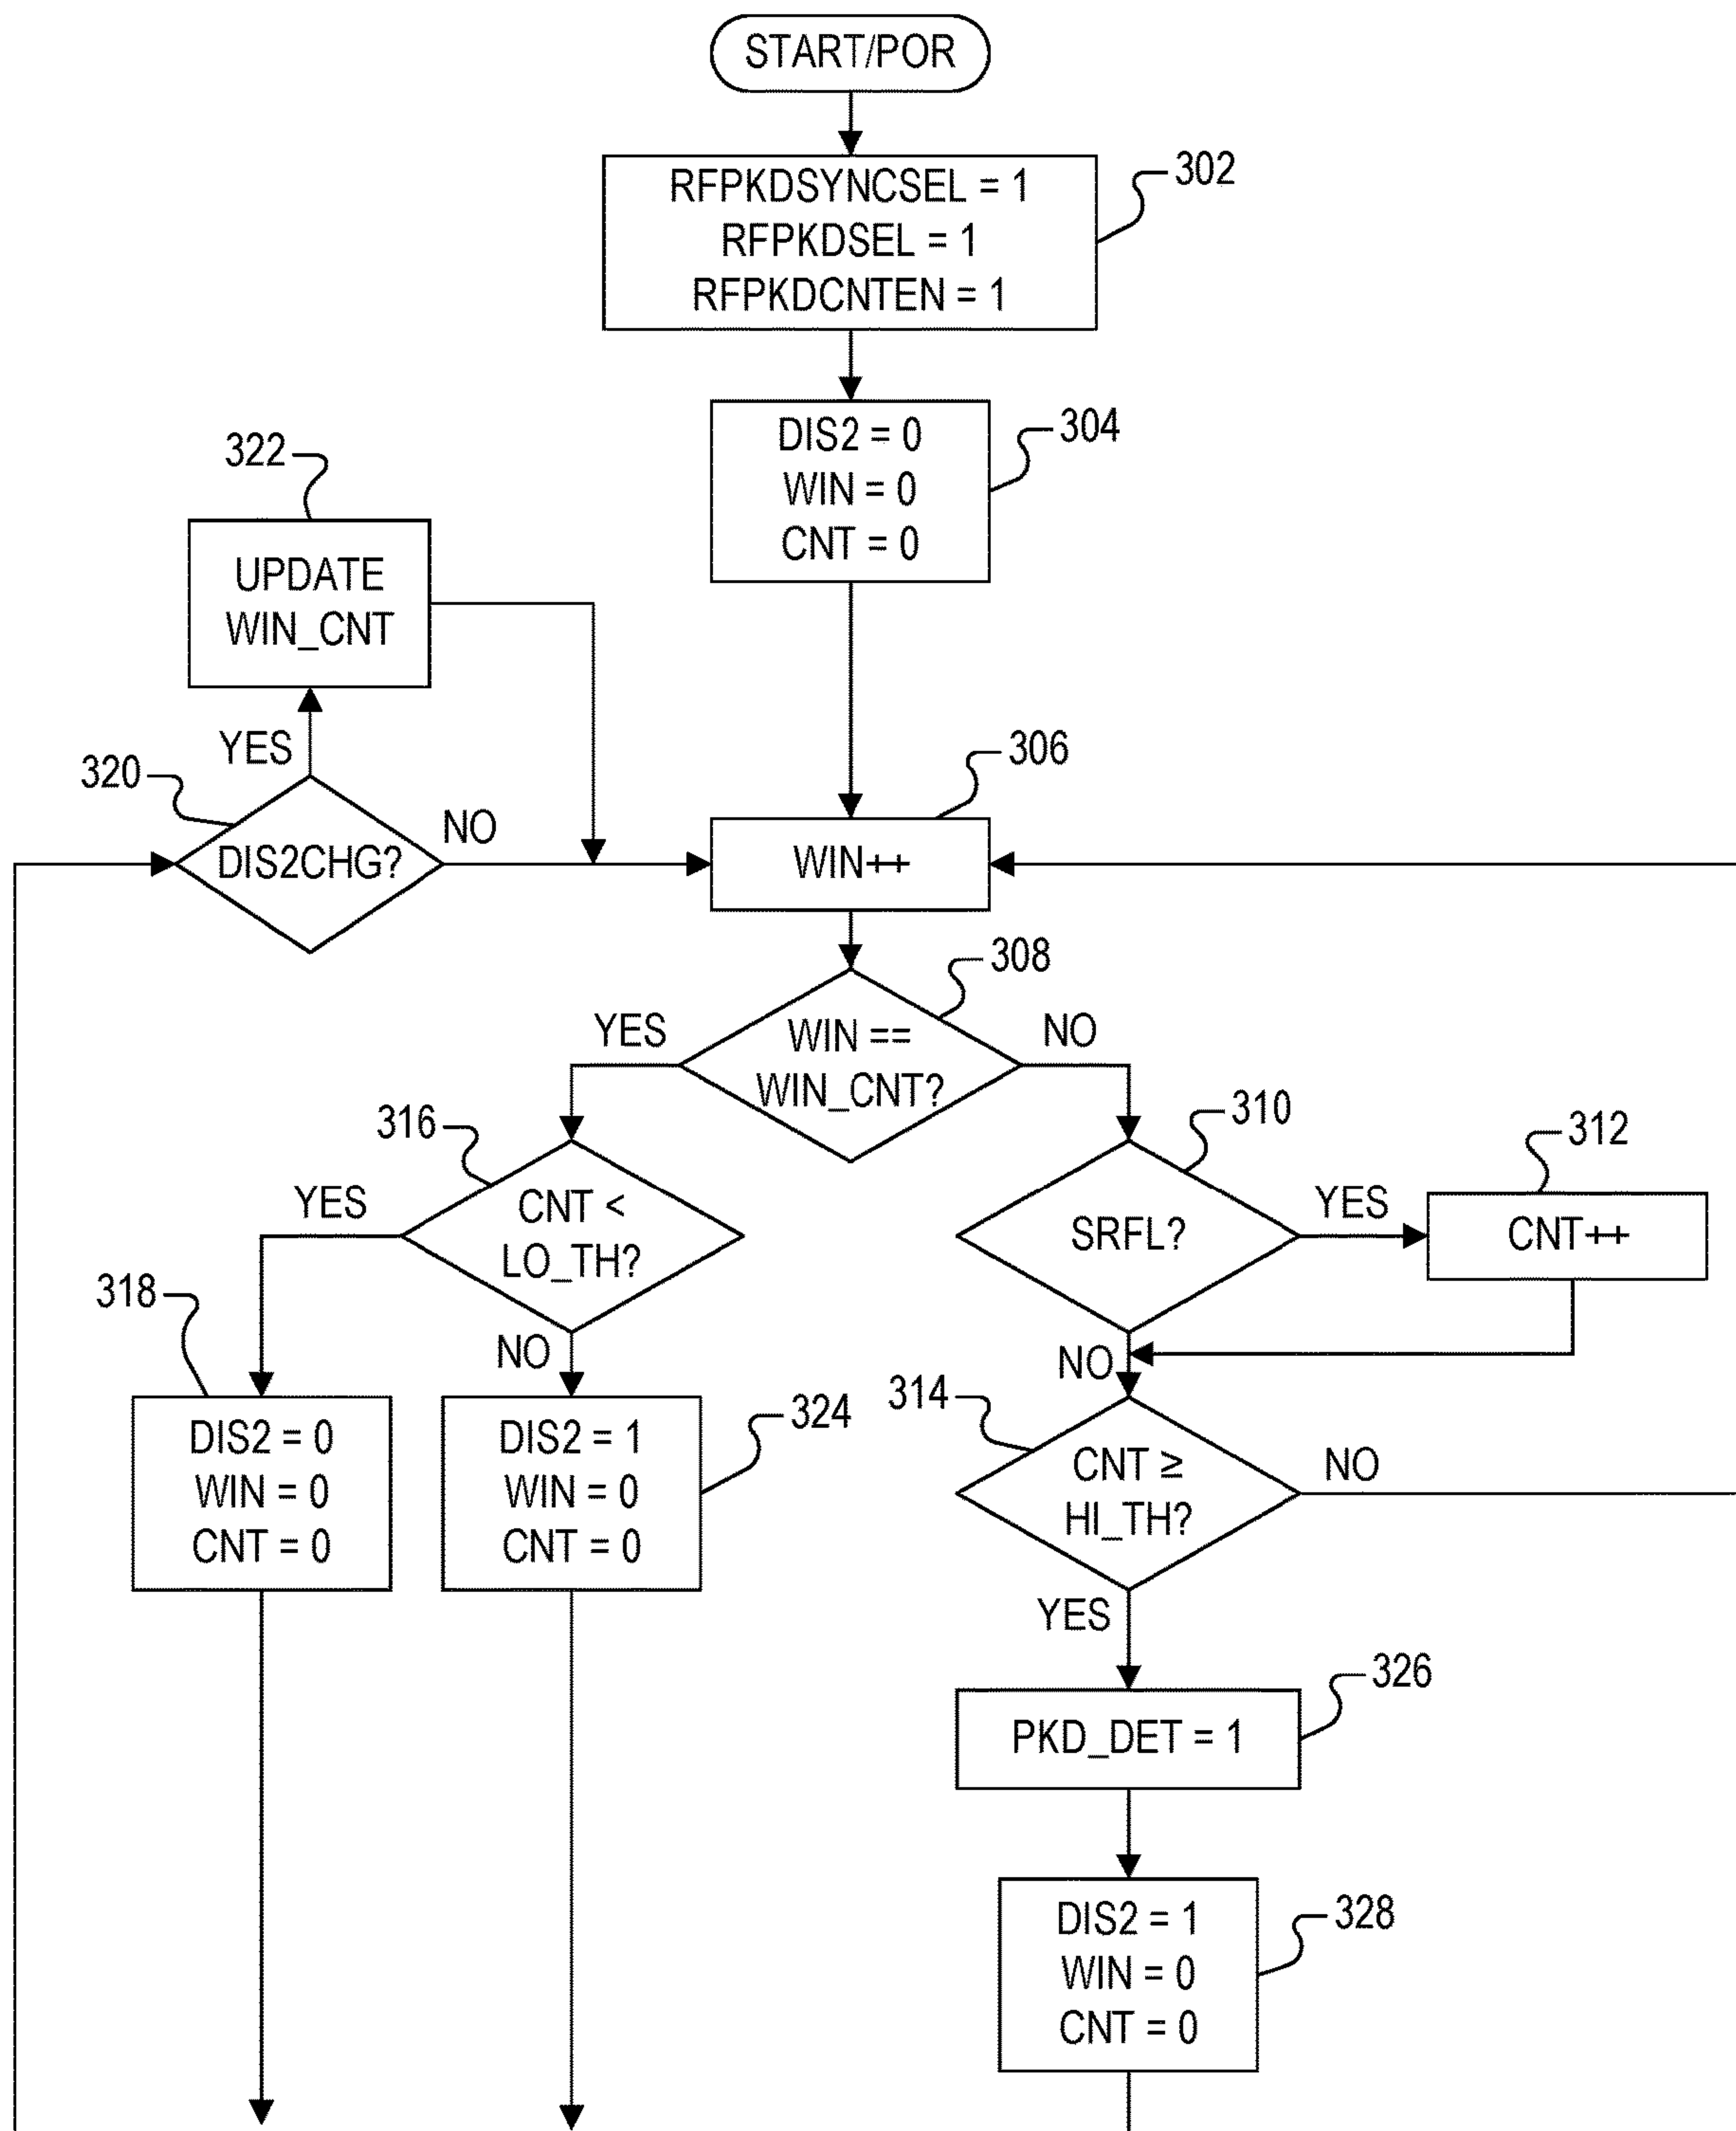 START/POR
RFPKDSYNCSEL = 1
RFPKDSEL = 1
RFPKDCNTEN = 1
302
DIS2 = 0
WIN = 0
CNT = 0
304
322
UPDATE
WIN_CNT
YES
320
DIS2CHG?
NO
306
WIN++
308
WIN ==
WIN_CNT?
YES
NO
316
CNT <
LO_TH?
YES
NO
310
SRFL?
YES
NO
312
CNT++
318
DIS2 = 0
WIN = 0
CNT = 0
DIS2 = 1
WIN = 0
CNT = 0
324
314
CNT ≥
HI_TH?
NO
YES
326
PKD_DET = 1
DIS2 = 1
WIN = 0
CNT = 0
328